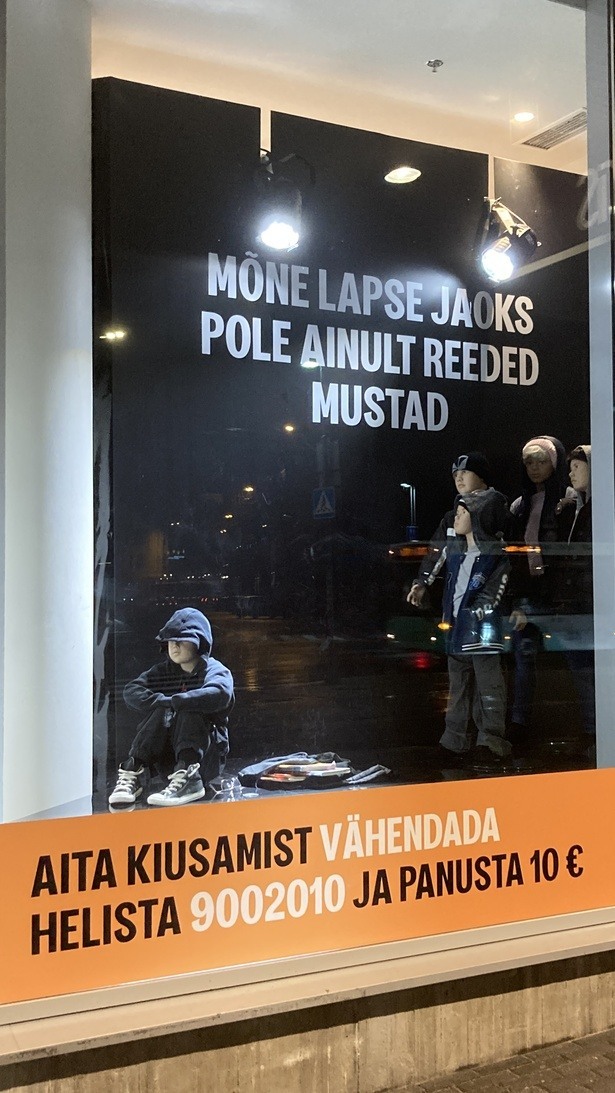 MÕNE LAPSE JAOKS
POLE AINULT REEDED
MUSTAD
AITA KIUSAMIST VÄHENDADA
HELISTA 9002010 JA PANUSTA 10 €